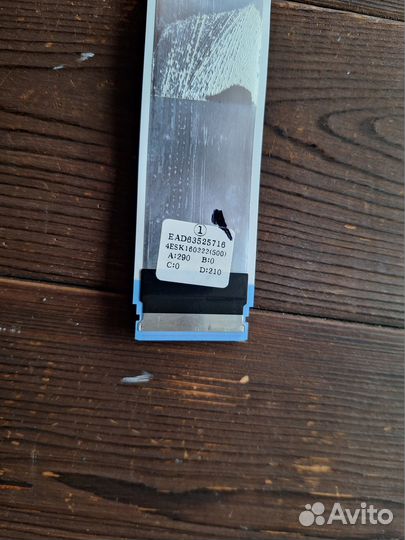 1
EAD63525716
4ESK160222(S00)
A:290 B:0
C:0 D:210
Avito